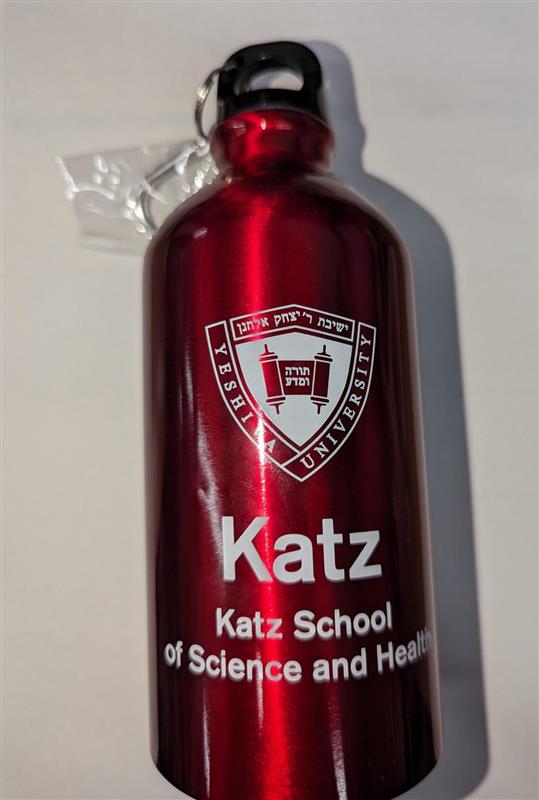 ישיבת ר' יצחק אלחנן
תורה
ומדע
YESHIVA UNIVERSITY
Katz
Katz School
of Science and Health